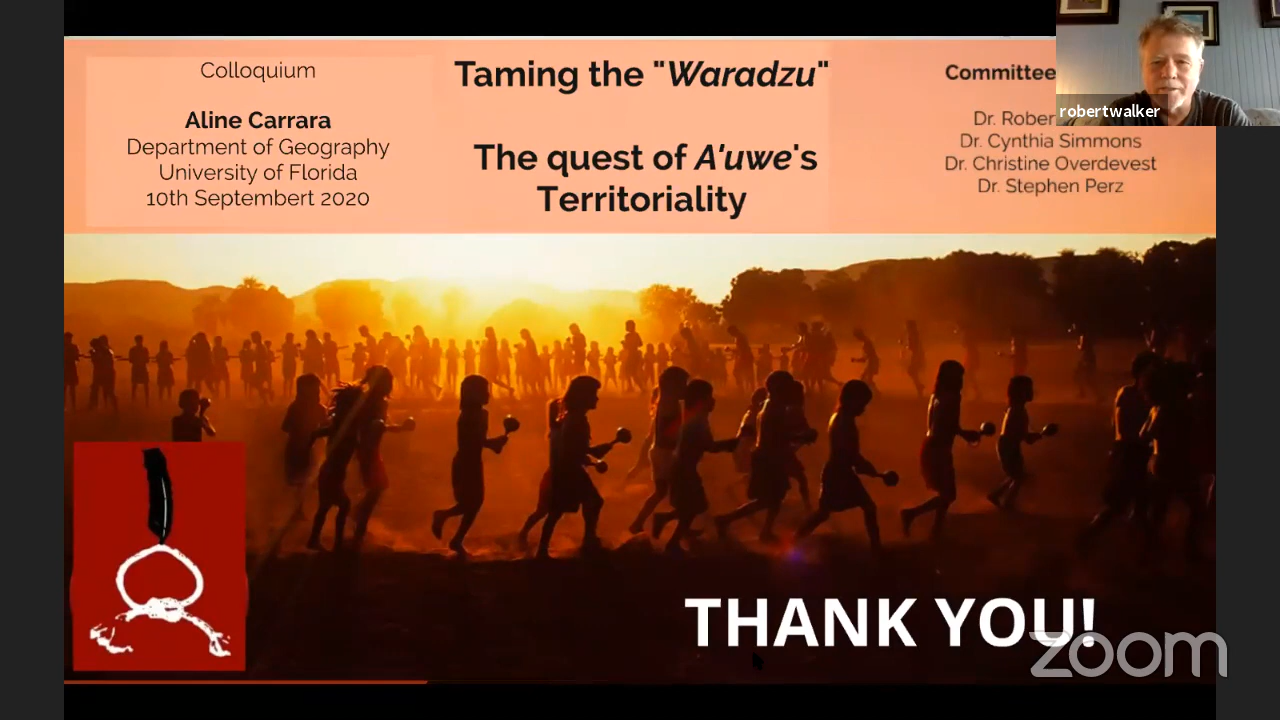 Colloquium
Aline Carrara
Department of Geography
University of Florida
10th Septembert 2020
Taming the "Waradzu"
The quest of A'uwe's
Territoriality
Committee
Dr. Rober
Dr. Cynthia Simmons
Dr. Christine Overdevest
Dr. Stephen Perz
robertwalker
THANK YOU!
zoom